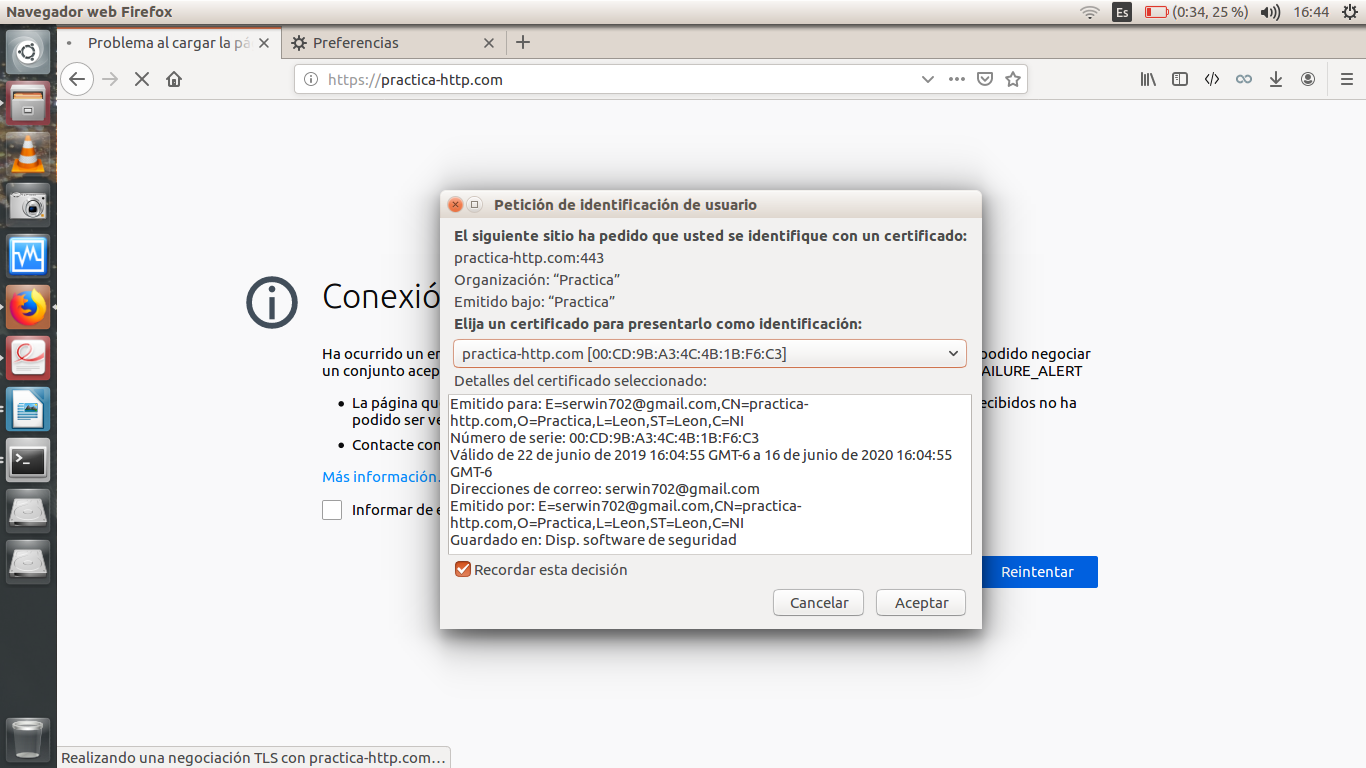 Navegador web Firefox
Es
(0:34, 25 %)
16:44
Problema al cargar la pá
Preferencias
https://practica-http.com
Petición de identificación de usuario
El siguiente sitio ha pedido que usted se identifique con un certificado:
practica-http.com:443
Organización: “Practica”
Emitido bajo: “Practica”
Elija un certificado para presentarlo como identificación:
practica-http.com [00:CD:9B:A3:4C:4B:1B:F6:C3]
Detalles del certificado seleccionado:
Emitido para: E=serwin702@gmail.com,CN=practica-
http.com,O=Practica,L=Leon,ST=Leon,C=NI
Número de serie: 00:CD:9B:A3:4C:4B:1B:F6:C3
Válido de 22 de junio de 2019 16:04:55 GMT-6 a 16 de junio de 2020 16:04:55
GMT-6
Direcciones de correo: serwin702@gmail.com
Emitido por: E=serwin702@gmail.com,CN=practica-
http.com,O=Practica,L=Leon,ST=Leon,C=NI
Guardado en: Disp. software de seguridad
Recordar esta decisión
Cancelar
Aceptar
Conexió
Ha ocurrido un er
podido negociar
un conjunto acep
AILURE_ALERT
• La página qu
ecibidos no ha
podido ser ve
• Contacte con
Más información.
Informar de e
Reintentar
Realizando una negociación TLS con practica-http.com…